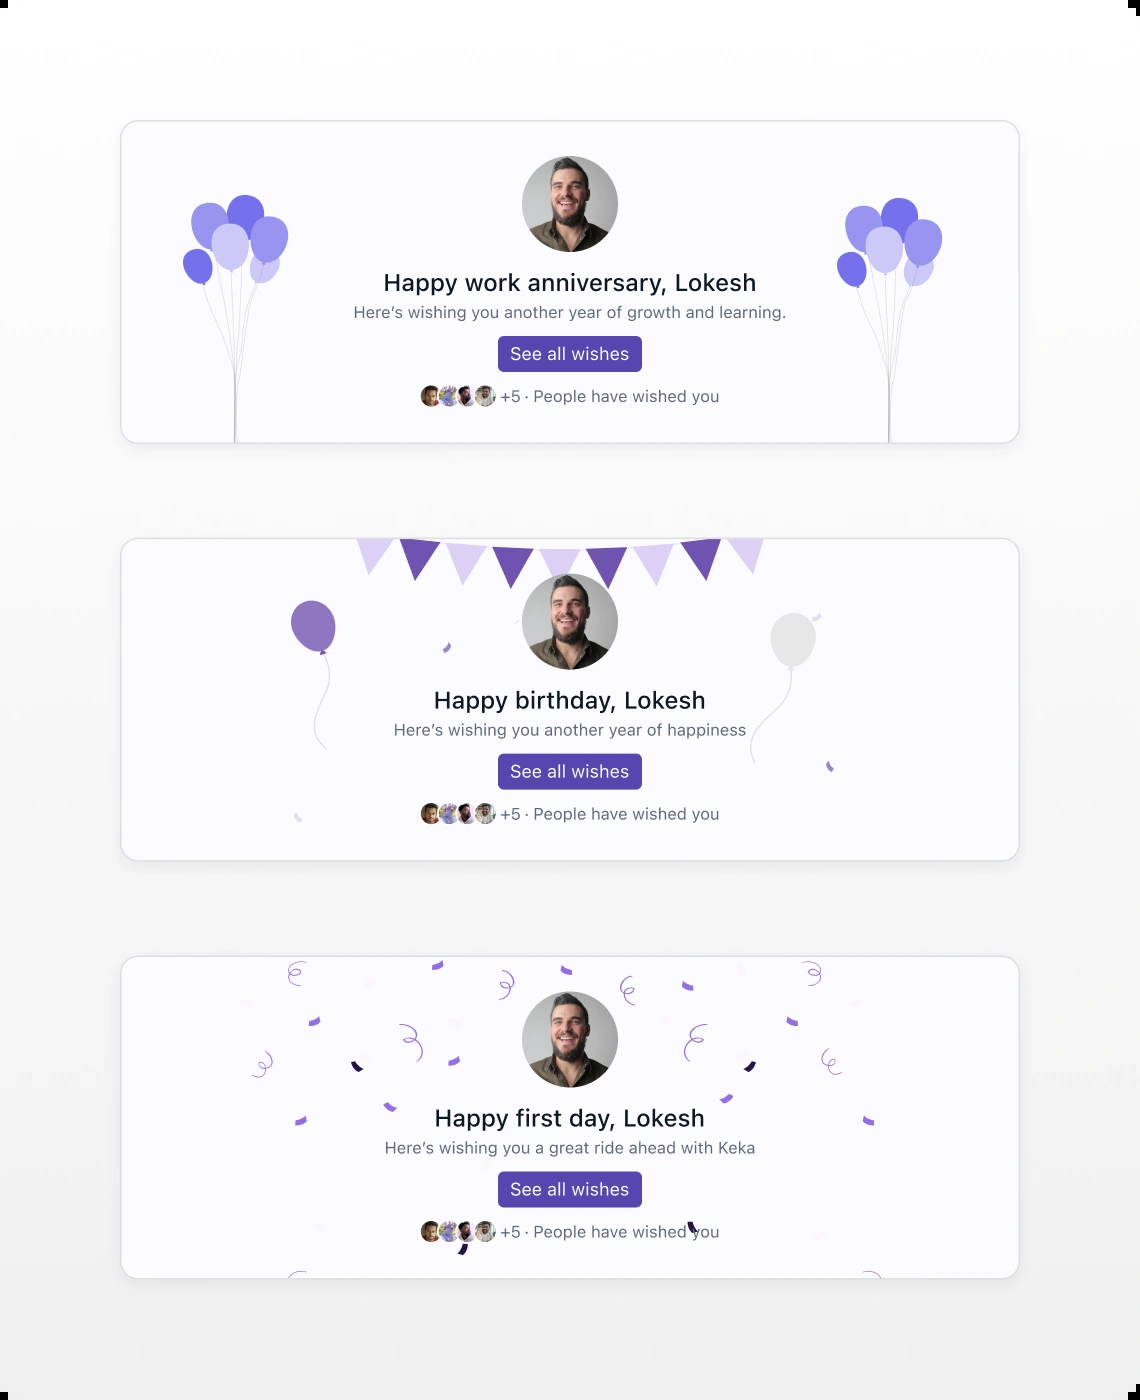 Happy work anniversary, Lokesh
Here’s wishing you another year of growth and learning.
See all wishes
+5 · People have wished you
Happy birthday, Lokesh
Here’s wishing you another year of happiness
See all wishes
+5 · People have wished you
Happy first day, Lokesh
Here’s wishing you a great ride ahead with Keka
See all wishes
+5 · People have wished you